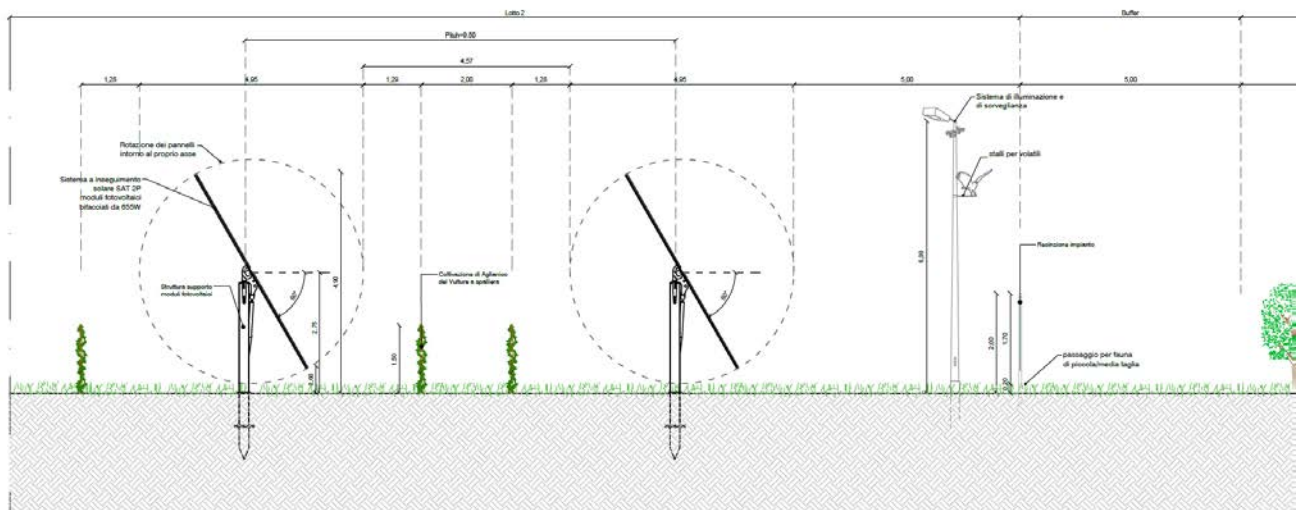 Lotto 2
Buffer
Pitch=9.50
4,57
1,28
4,95
1,29
2,00
1,28
4,95
5,00
5,00
Sistema di illuminazione e
di sorveglianza
Rotazione dei pannelli
intorno al proprio asse
stalli per volatili
Sistema a inseguimento
solare SAT 2P
moduli fotovoltaici
bifacciali da 655W
Recinzione impianto
Coltivazione di Aglianico
del Vulture a spalliera
Struttura supporto
moduli fotovoltaici
60°
60°
4,90
2,75
1,50
2,00
1,70
0,20
passaggio per fauna
di piccola/media taglia